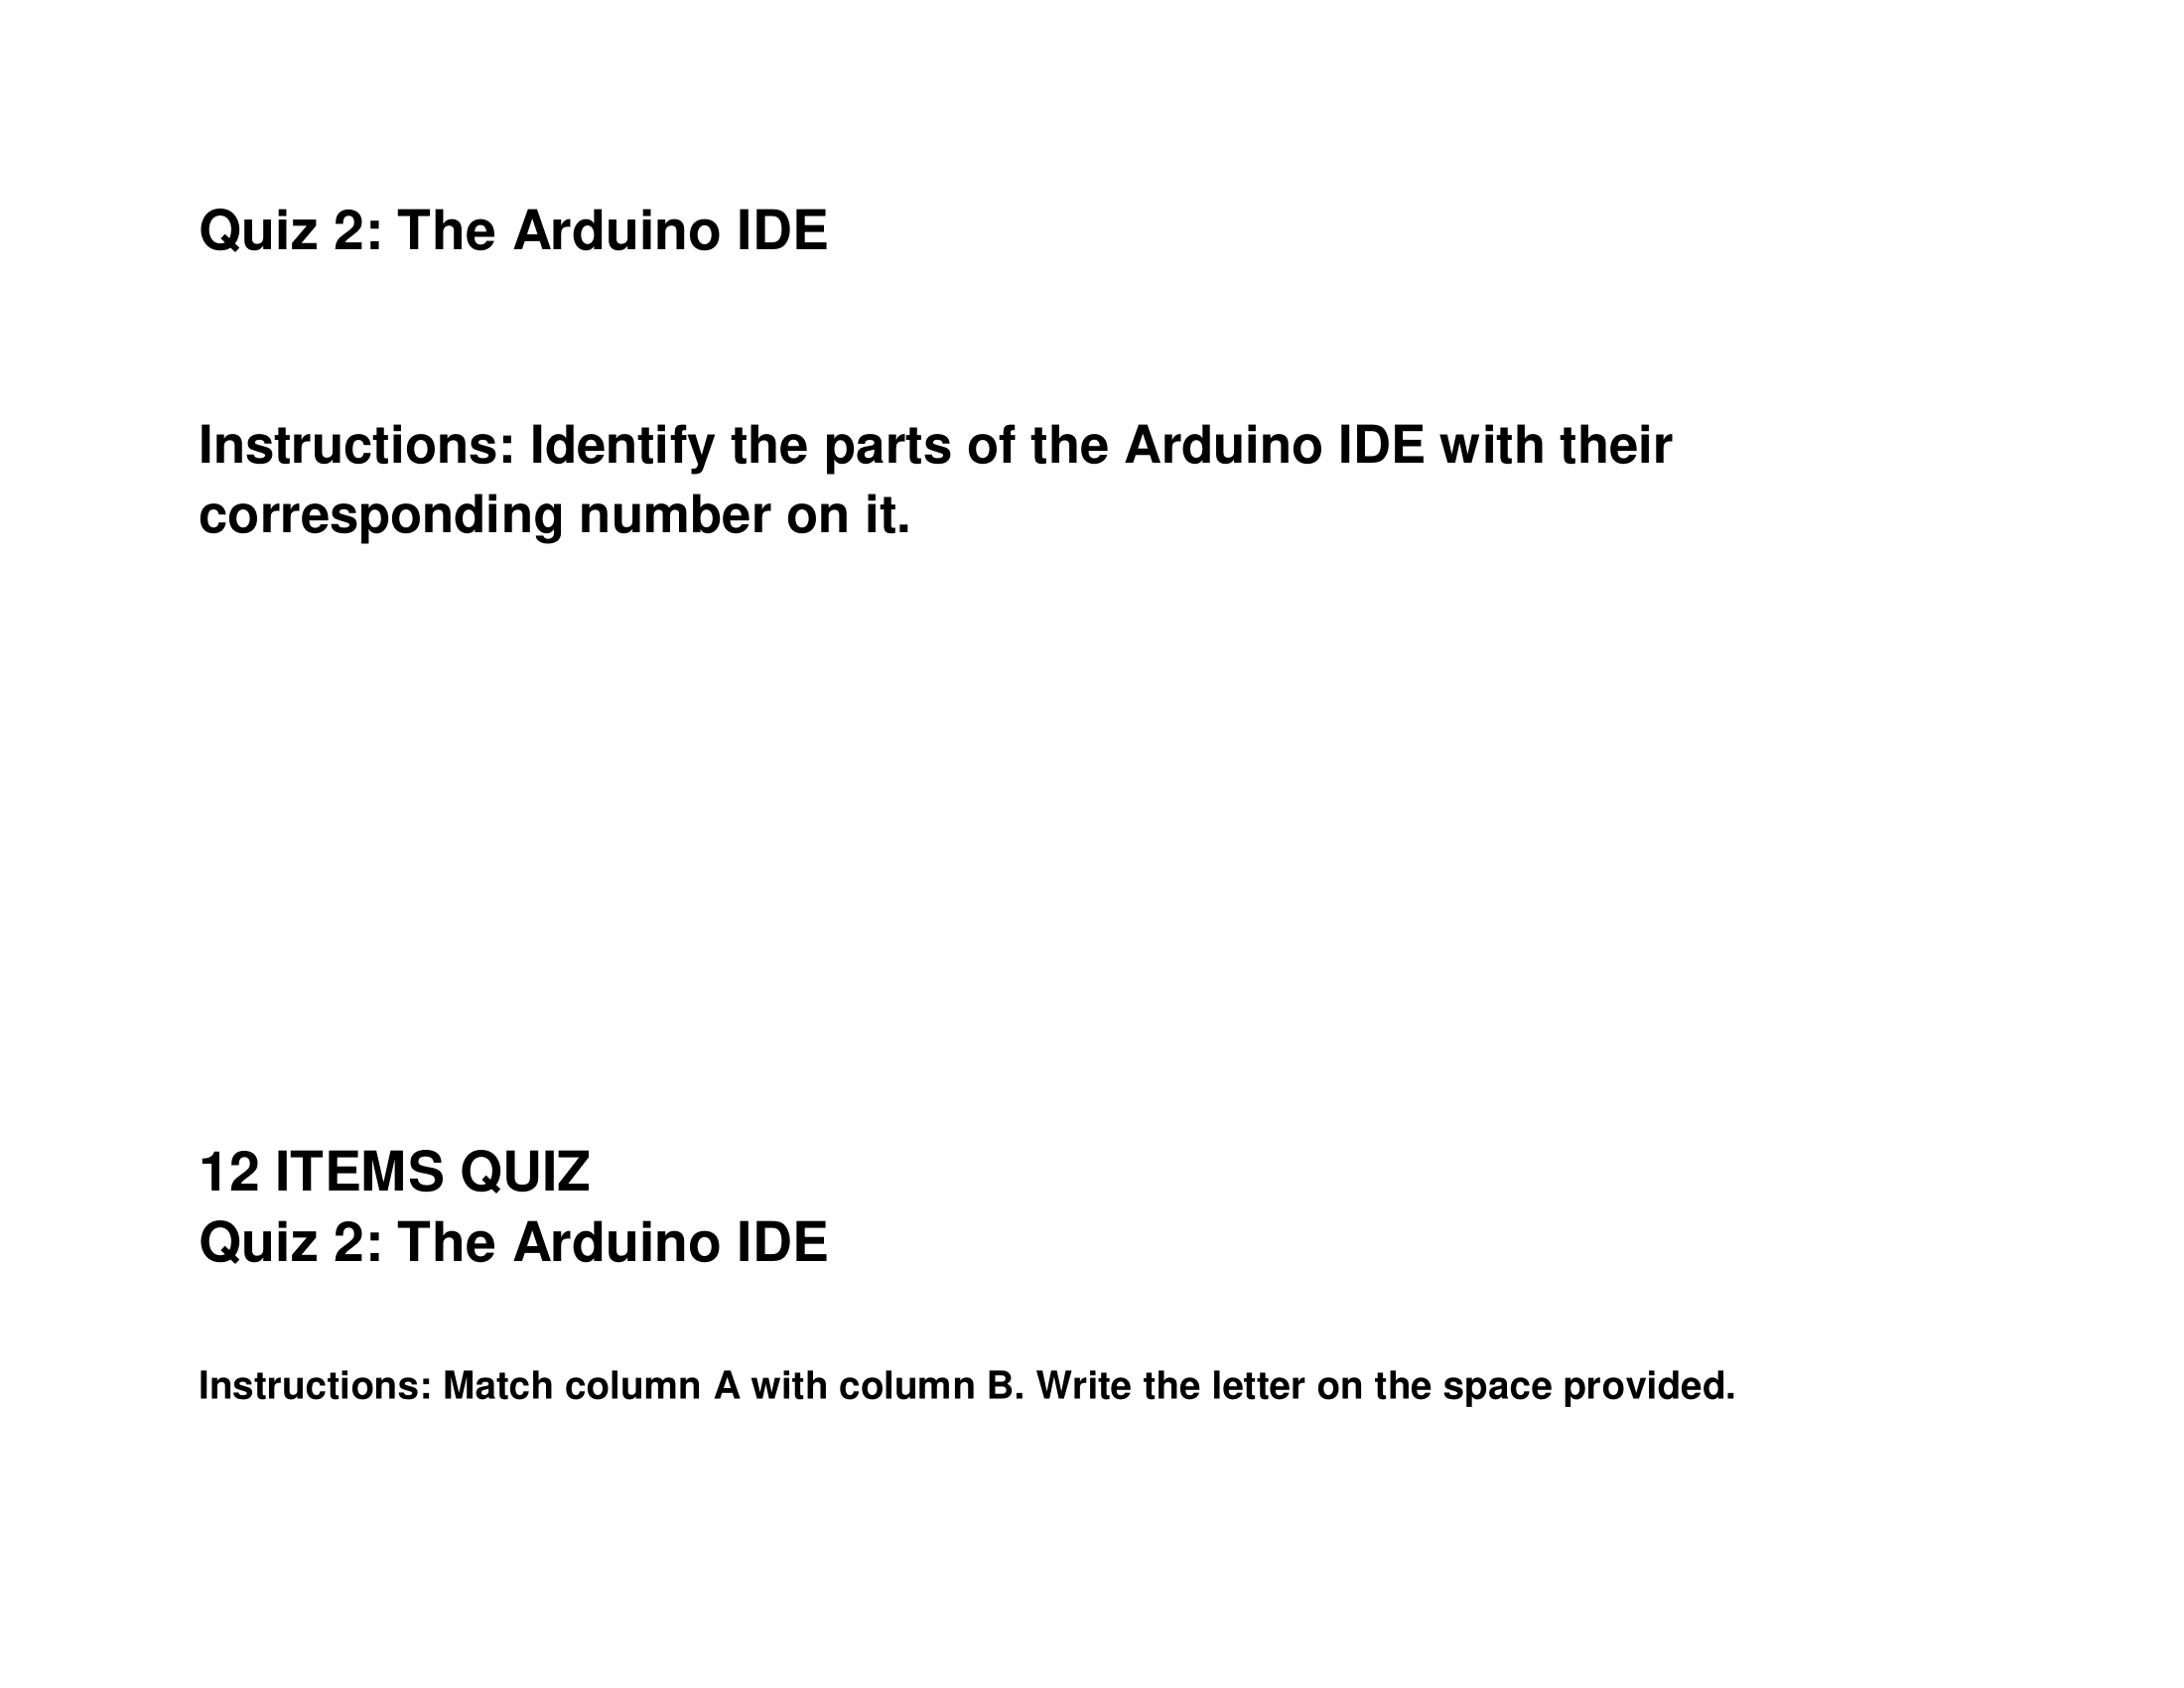 Quiz 2: The Arduino IDE
Instructions: Identify the parts of the Arduino IDE with their
corresponding number on it.
12 ITEMS QUIZ
Quiz 2: The Arduino IDE
Instructions: Match column A with column B. Write the letter on the space provided.